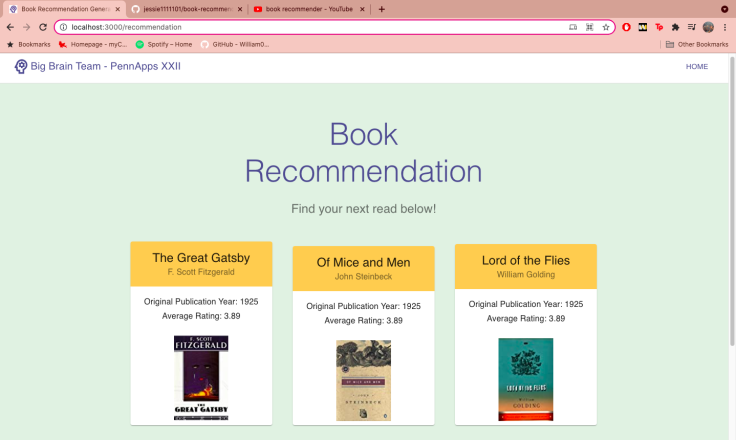 Book Recommendation Genera
jessie1111101/book-recommend
book recommender - YouTube
localhost:3000/recommendation
Bookmarks
Homepage - myC...
Spotify – Home
GitHub - William0...
Other Bookmarks
Big Brain Team - PennApps XXII
HOME
Book
Recommendation
Find your next read below!
The Great Gatsby
F. Scott Fitzgerald
Original Publication Year: 1925
Average Rating: 3.89
F. SCOTT
FITZGERALD
THE
GREAT GATSBY
Of Mice and Men
John Steinbeck
Original Publication Year: 1925
Average Rating: 3.89
OF MICE AND MEN
JOHN
STEINBECK
Lord of the Flies
William Golding
Original Publication Year: 1925
Average Rating: 3.89
LORD OF THE FLIES
William
GOLDING